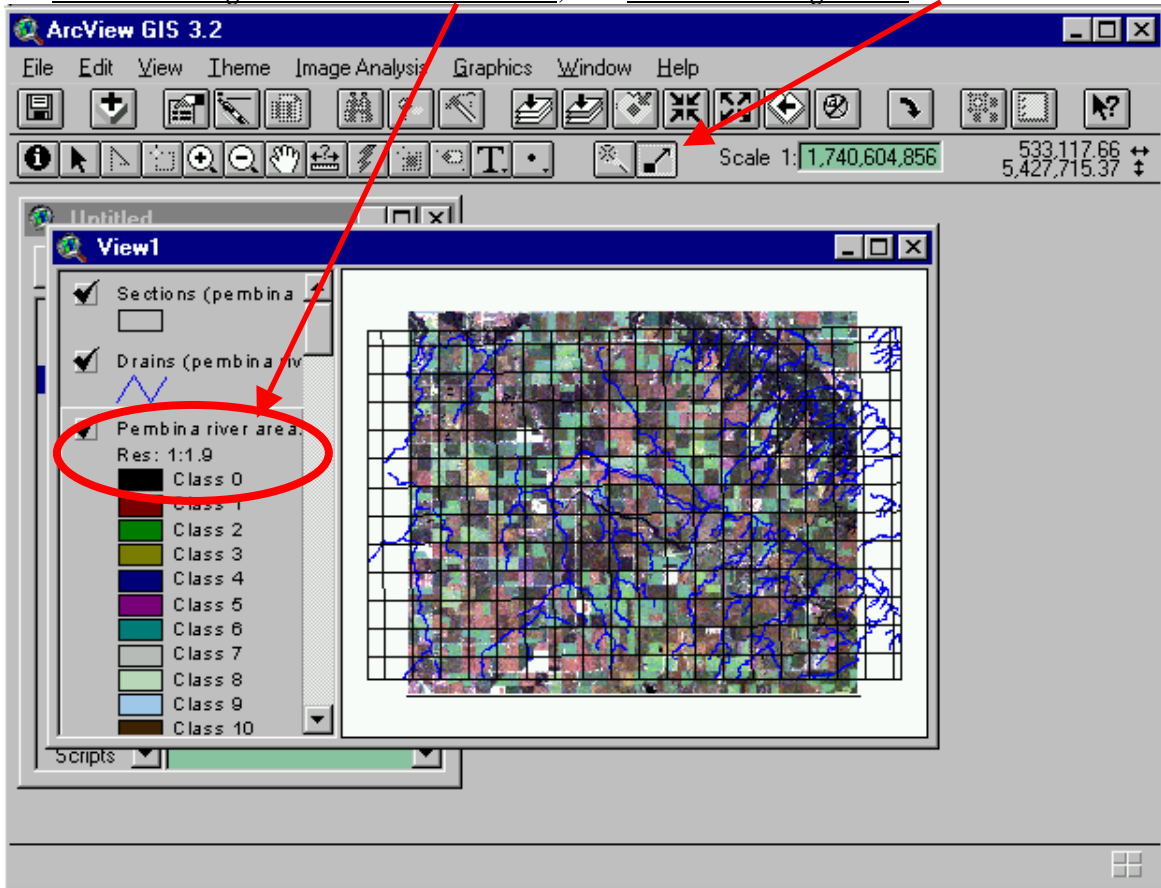 ArcView GIS 3.2
File Edit View Theme Image Analysis Graphics Window Help
Scale 1: 1,740,604,856
533,117.66
5,427,715.37
Untitled
View1
Sections (pembina
Drains (pembina riv
Pembina river area.
Res: 1:1.9
Class 0
Class 1
Class 2
Class 3
Class 4
Class 5
Class 6
Class 7
Class 8
Class 9
Class 10
Scripts